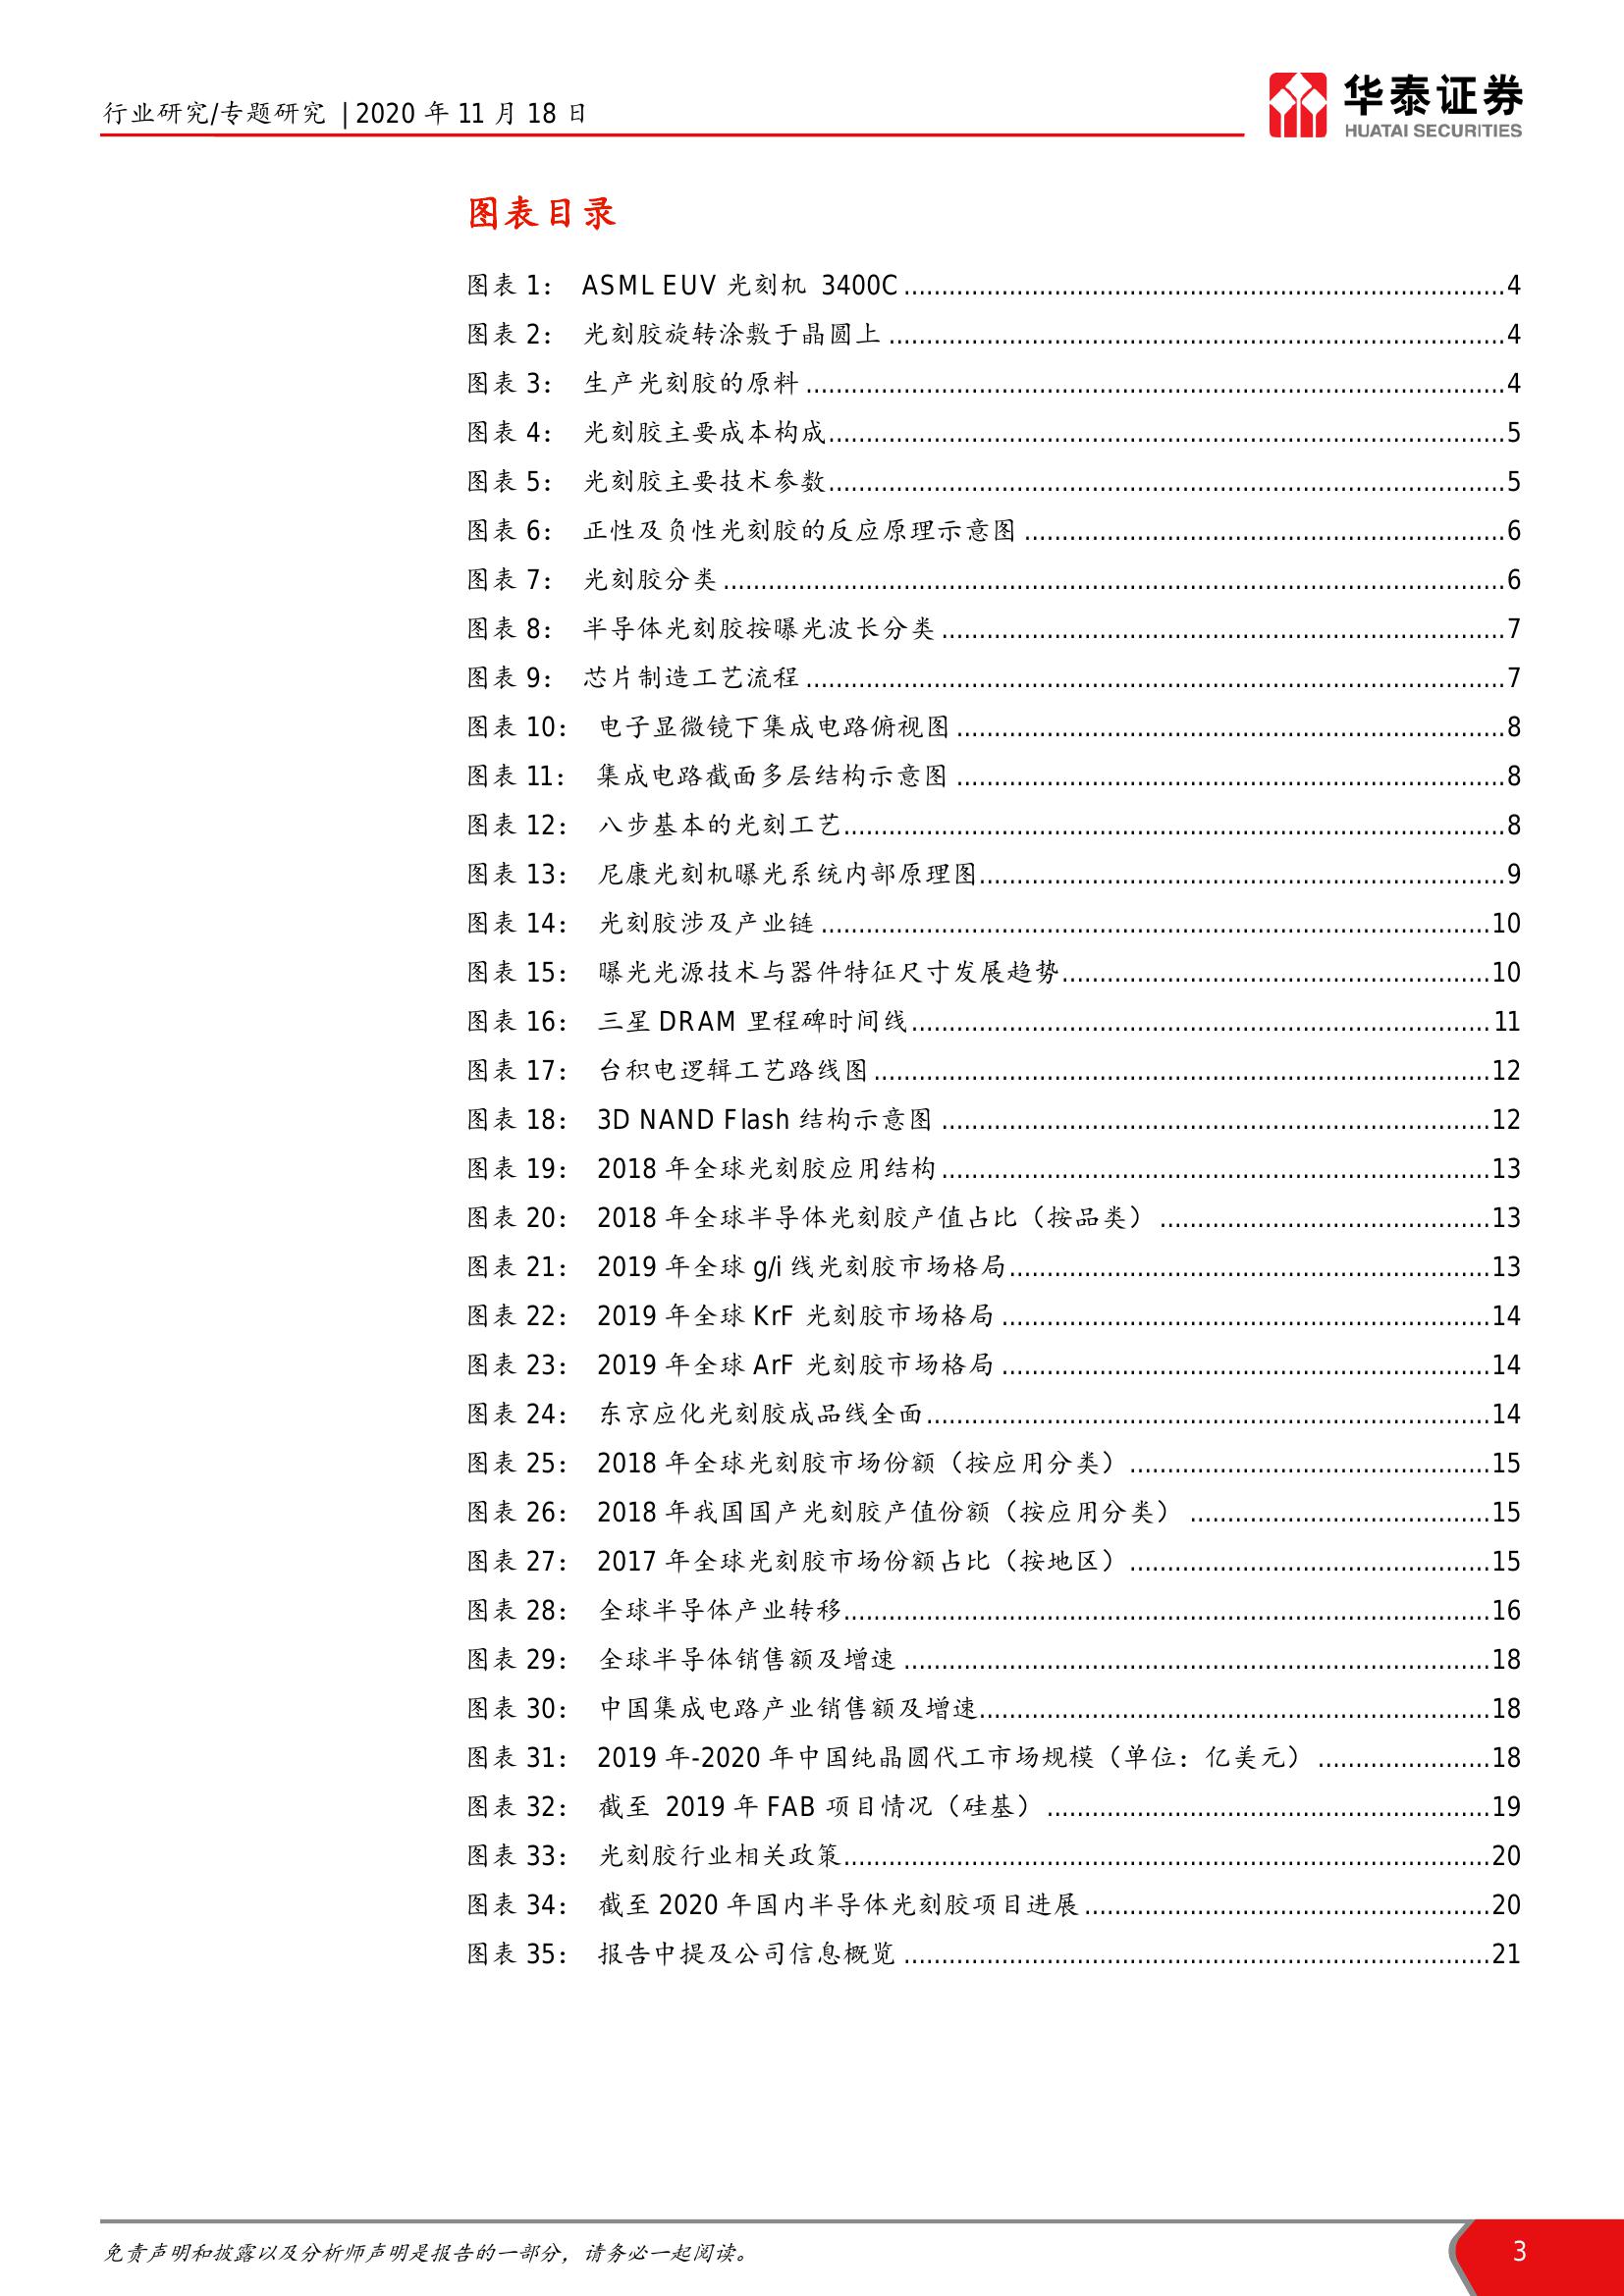 行业研究/专题研究 | 2020 年 11 月 18 日
华泰证券
HUATAI SECURITIES
图表目录
图表 1： ASML EUV 光刻机 3400C ........ 4
图表 2： 光刻胶旋转涂敷于晶圆上 ........ 4
图表 3： 生产光刻胶的原料 ........ 4
图表 4： 光刻胶主要成本构成 ........ 5
图表 5： 光刻胶主要技术参数 ........ 5
图表 6： 正性及负性光刻胶的反应原理示意图 ........ 6
图表 7： 光刻胶分类 ........ 6
图表 8： 半导体光刻胶按曝光波长分类 ........ 7
图表 9： 芯片制造工艺流程 ........ 7
图表 10： 电子显微镜下集成电路俯视图 ........ 8
图表 11： 集成电路截面多层结构示意图 ........ 8
图表 12： 八步基本的光刻工艺 ........ 8
图表 13： 尼康光刻机曝光系统内部原理图 ........ 9
图表 14： 光刻胶涉及产业链 ........ 10
图表 15： 曝光光源技术与器件特征尺寸发展趋势 ........ 10
图表 16： 三星 DRAM 里程碑时间线 ........ 11
图表 17： 台积电逻辑工艺路线图 ........ 12
图表 18： 3D NAND Flash 结构示意图 ........ 12
图表 19： 2018 年全球光刻胶应用结构 ........ 13
图表 20： 2018 年全球半导体光刻胶产值占比（按品类） ........ 13
图表 21： 2019 年全球 g/i 线光刻胶市场格局 ........ 13
图表 22： 2019 年全球 KrF 光刻胶市场格局 ........ 14
图表 23： 2019 年全球 ArF 光刻胶市场格局 ........ 14
图表 24： 东京应化光刻胶成品线全面 ........ 14
图表 25： 2018 年全球光刻胶市场份额（按应用分类） ........ 15
图表 26： 2018 年我国国产光刻胶产值份额（按应用分类） ........ 15
图表 27： 2017 年全球光刻胶市场份额占比（按地区） ........ 15
图表 28： 全球半导体产业转移 ........ 16
图表 29： 全球半导体销售额及增速 ........ 18
图表 30： 中国集成电路产业销售额及增速 ........ 18
图表 31： 2019 年-2020 年中国纯晶圆代工市场规模（单位：亿美元） ........ 18
图表 32： 截至 2019 年 FAB 项目情况（硅基） ........ 19
图表 33： 光刻胶行业相关政策 ........ 20
图表 34： 截至 2020 年国内半导体光刻胶项目进展 ........ 20
图表 35： 报告中提及公司信息概览 ........ 21
免责声明和披露以及分析师声明是报告的一部分，请务必一起阅读。
3